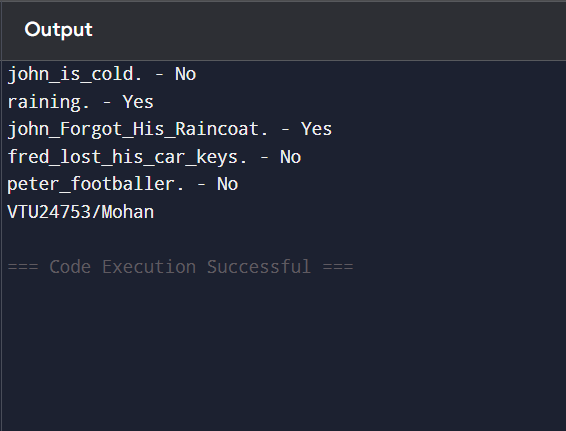 Output
john_is_cold. - No
raining. - Yes
john_Forgot_His_Raincoat. - Yes
fred_lost_his_car_keys. - No
peter_footballer. - No
VTU24753/Mohan
=== Code Execution Successful ===